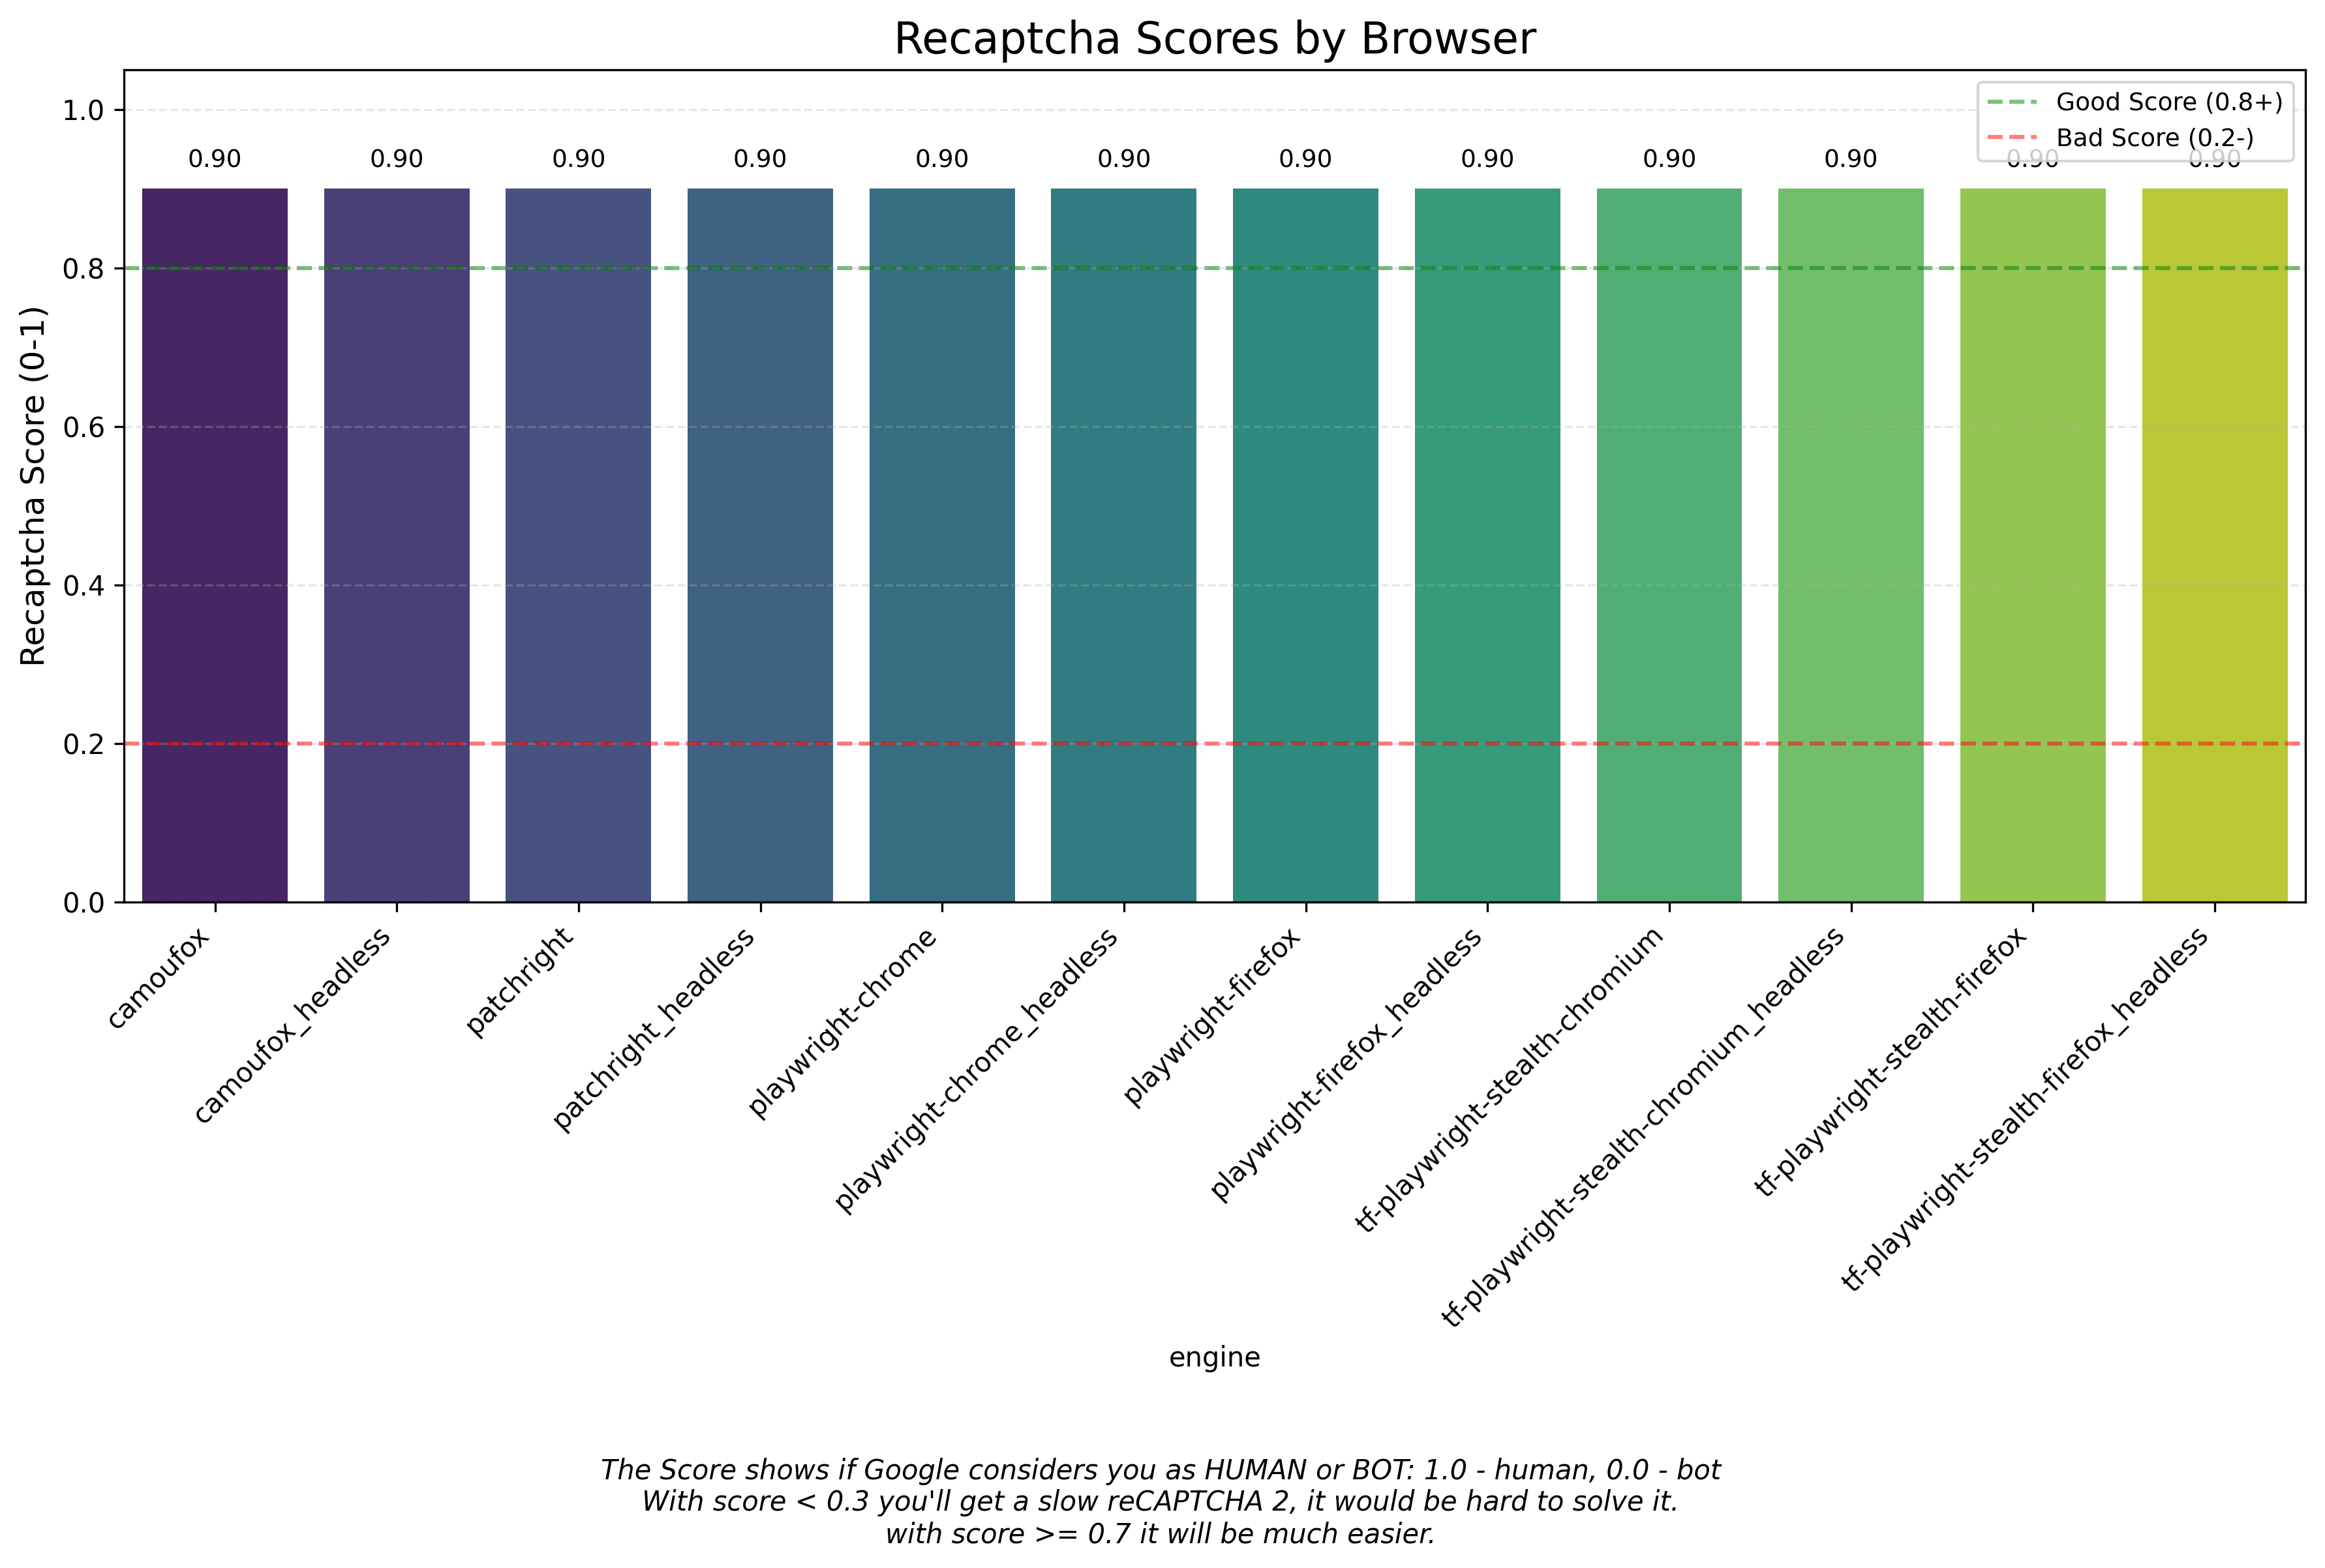 Recaptcha Scores by Browser
Good Score (0.8+)
Bad Score (0.2-)
0.90 0.90 0.90 0.90 0.90 0.90 0.90 0.90 0.90 0.90 0.90 0.90
Recaptcha Score (0-1)
1.0
0.8
0.6
0.4
0.2
0.0
camoufox
camoufox_headless
patchright
patchright_headless
playwright-chrome
playwright-chrome_headless
playwright-firefox
playwright-firefox_headless
tf-playwright-stealth-chromium
tf-playwright-stealth-chromium_headless
tf-playwright-stealth-firefox
tf-playwright-stealth-firefox_headless
engine
The Score shows if Google considers you as HUMAN or BOT: 1.0 - human, 0.0 - bot
With score < 0.3 you'll get a slow reCAPTCHA 2, it would be hard to solve it.
with score >= 0.7 it will be much easier.